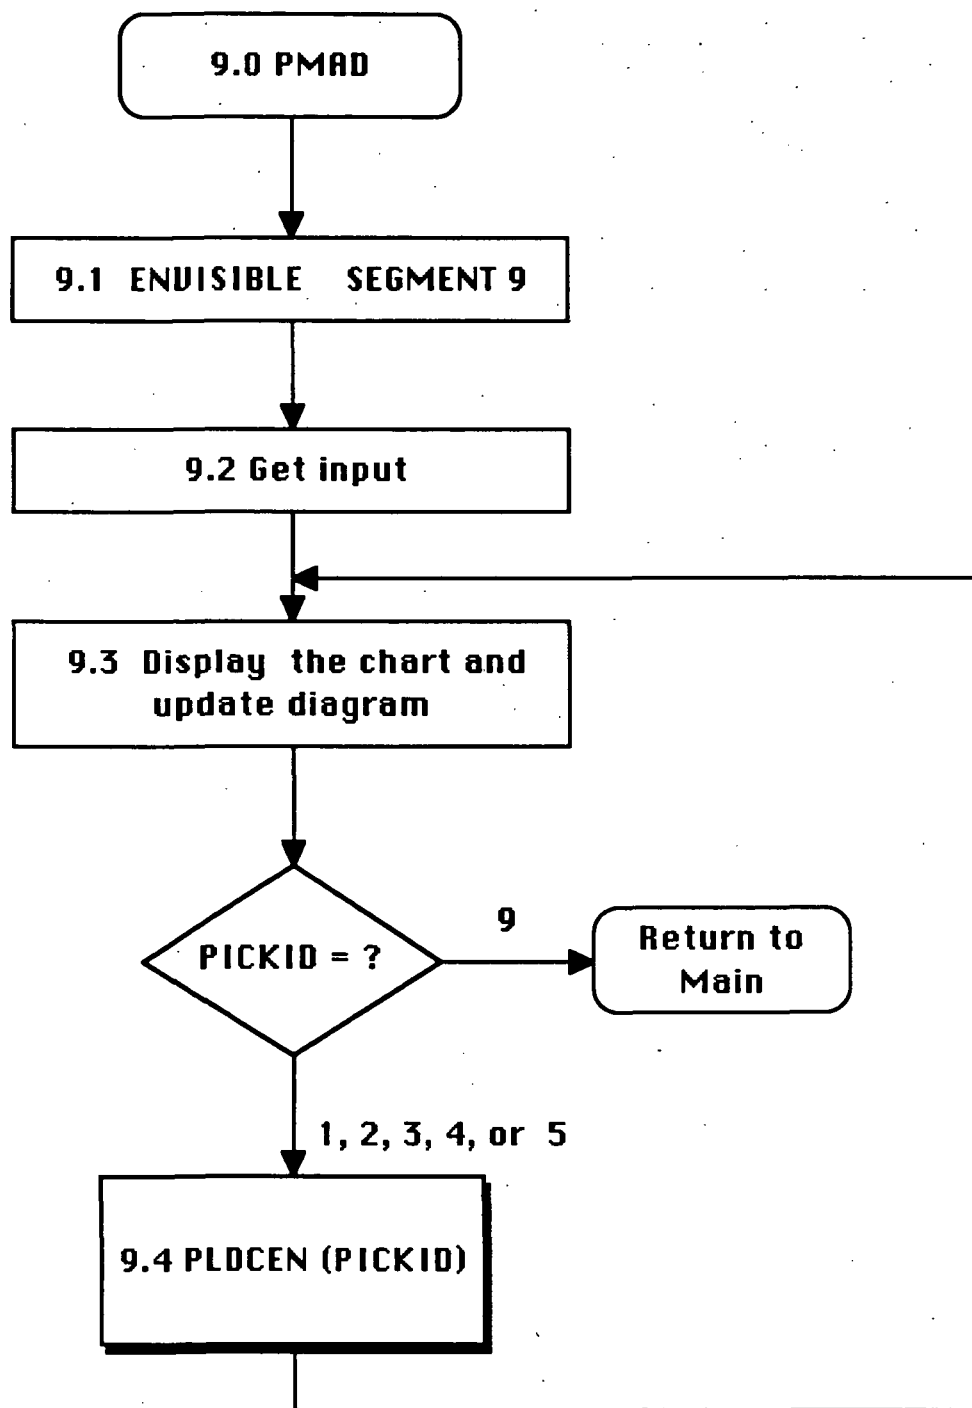 9.0 PMAD
9.1 ENVISIBLE SEGMENT 9
9.2 Get input
9.3 Display the chart and
update diagram
PICKID = ?
9
Return to
Main
1, 2, 3, 4, or 5
9.4 PLDCEN (PICKID)